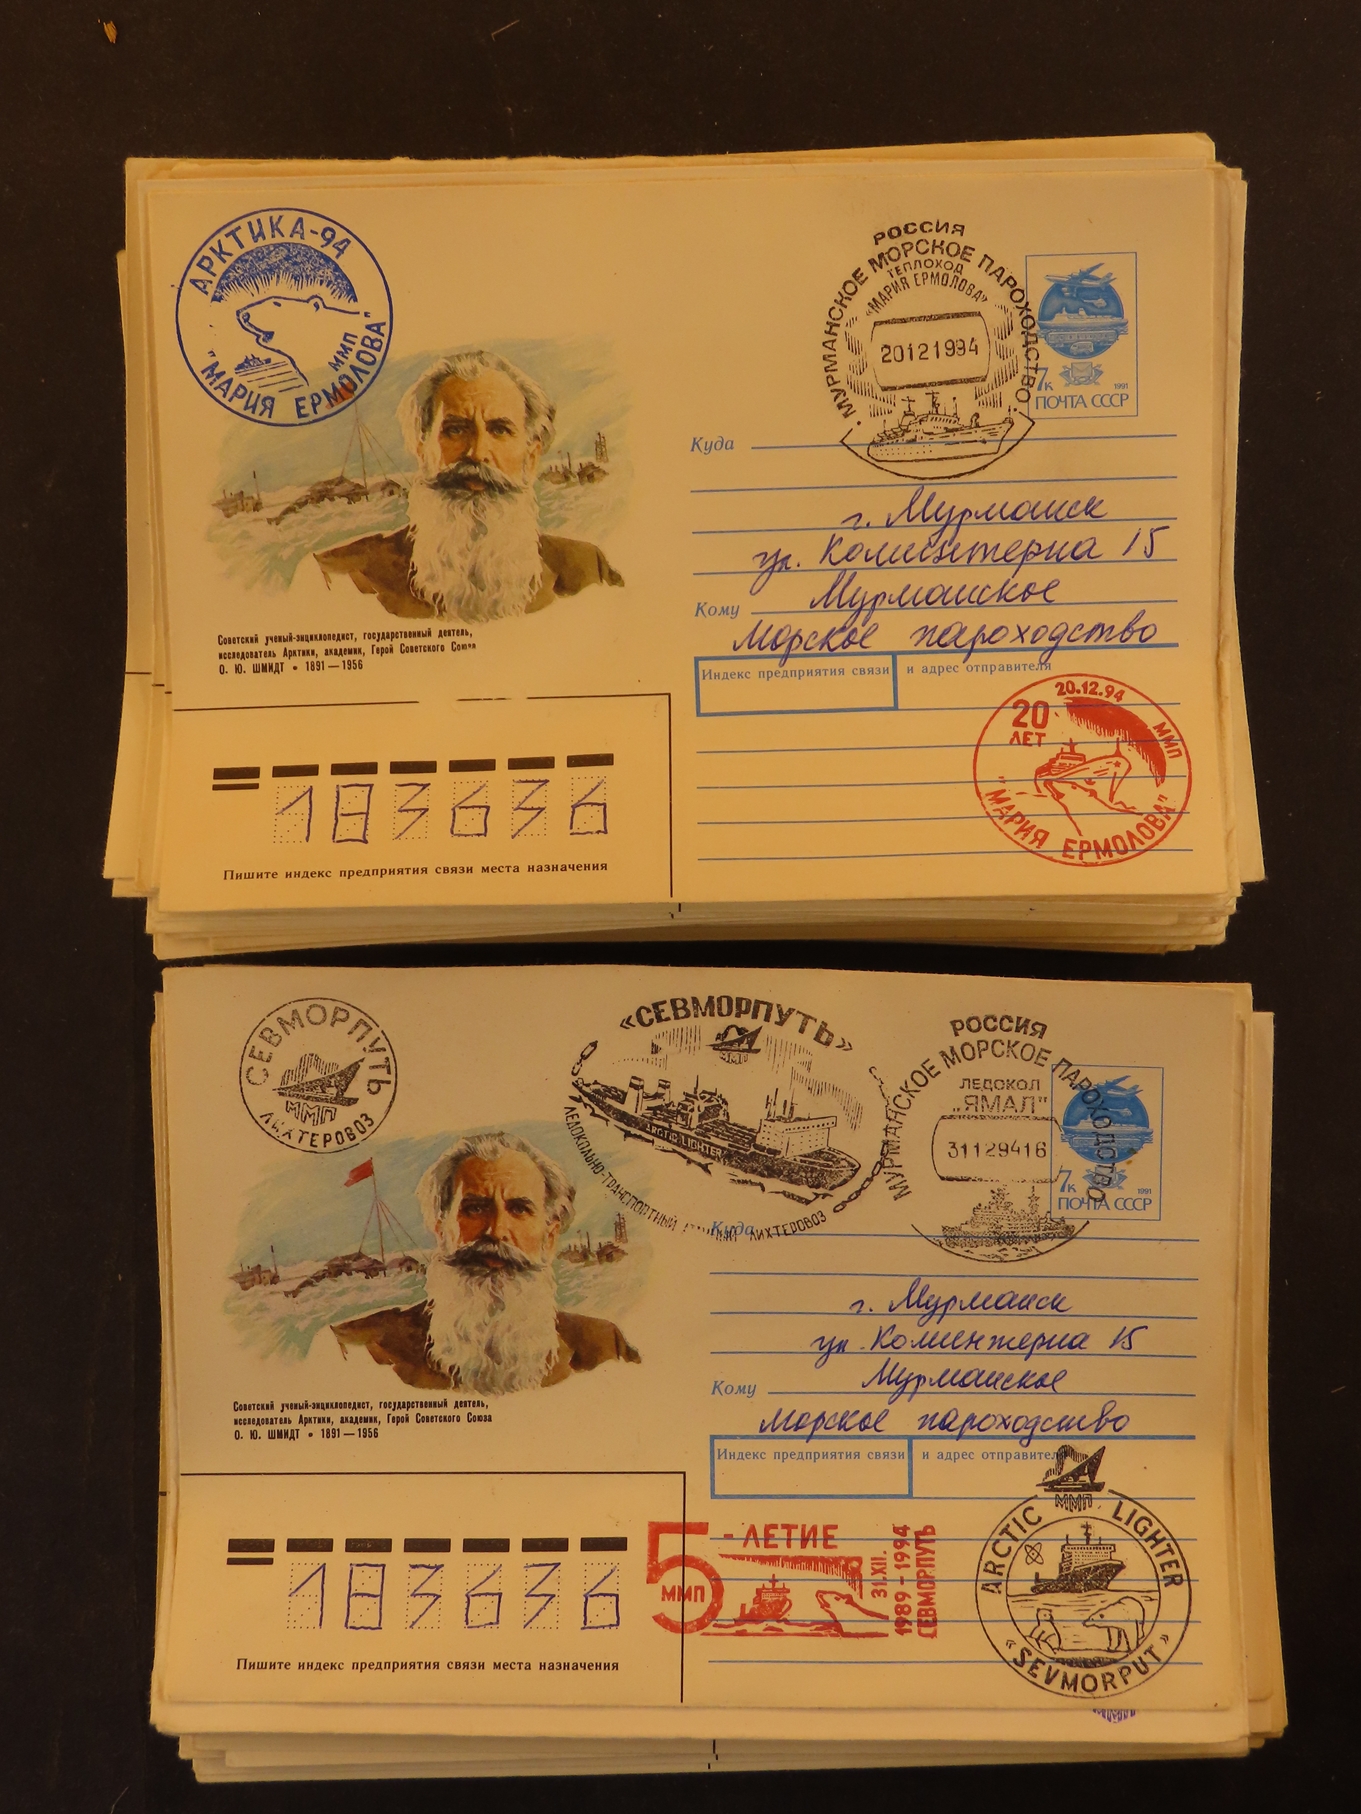 АРКТИКА-94
ММП
"МАРИЯ ЕРМОЛОВА"
РОССИЯ
МУРМАНСКОЕ МОРСКОЕ ПАРОХОДСТВО
ТЕПЛОХОД
"МАРИЯ ЕРМОЛОВА"
20121994
7к
1991
ПОЧТА СССР
Куда
г. Мурманск
ул. Коминтерна 15
Мурманское
Кому
Морское пароходство
Советский ученый-энциклопедист, государственный деятель,
исследователь Арктики, академик, Герой Советского Союза
О. Ю. ШМИДТ • 1891—1956
Индекс предприятия связи и адрес отправителя
20.12.94
20
ЛЕТ
ММП
"МАРИЯ ЕРМОЛОВА"
183636
Пишите индекс предприятия связи места назначения
СЕВМОРПУТЬ
ММП
ЛИХТЕРОВОЗ
«СЕВМОРПУТЬ»
ММП
ARCTIC LIGHTER
ЛЕДОКОЛЬНО-ТРАНСПОРТНЫЙ ЛИХТЕРОВОЗ
РОССИЯ
МУРМАНСКОЕ МОРСКОЕ ПАРОХОДСТВО
ЛЕДОКОЛ
„ЯМАЛ"
31129416
7к
1991
ПОЧТА СССР
Куда
г. Мурманск
ул. Коминтерна 15
Мурманское
Кому
Морское пароходство
Советский ученый-энциклопедист, государственный деятель,
исследователь Арктики, академик, Герой Советского Союза
О. Ю. ШМИДТ • 1891—1956
Индекс предприятия связи и адрес отправителя
ММП
ARCTIC LIGHTER
«SEVMORPUT»
5-ЛЕТИЕ
ММП
31.XII.
1989-1994
СЕВМОРПУТЬ
183636
Пишите индекс предприятия связи места назначения